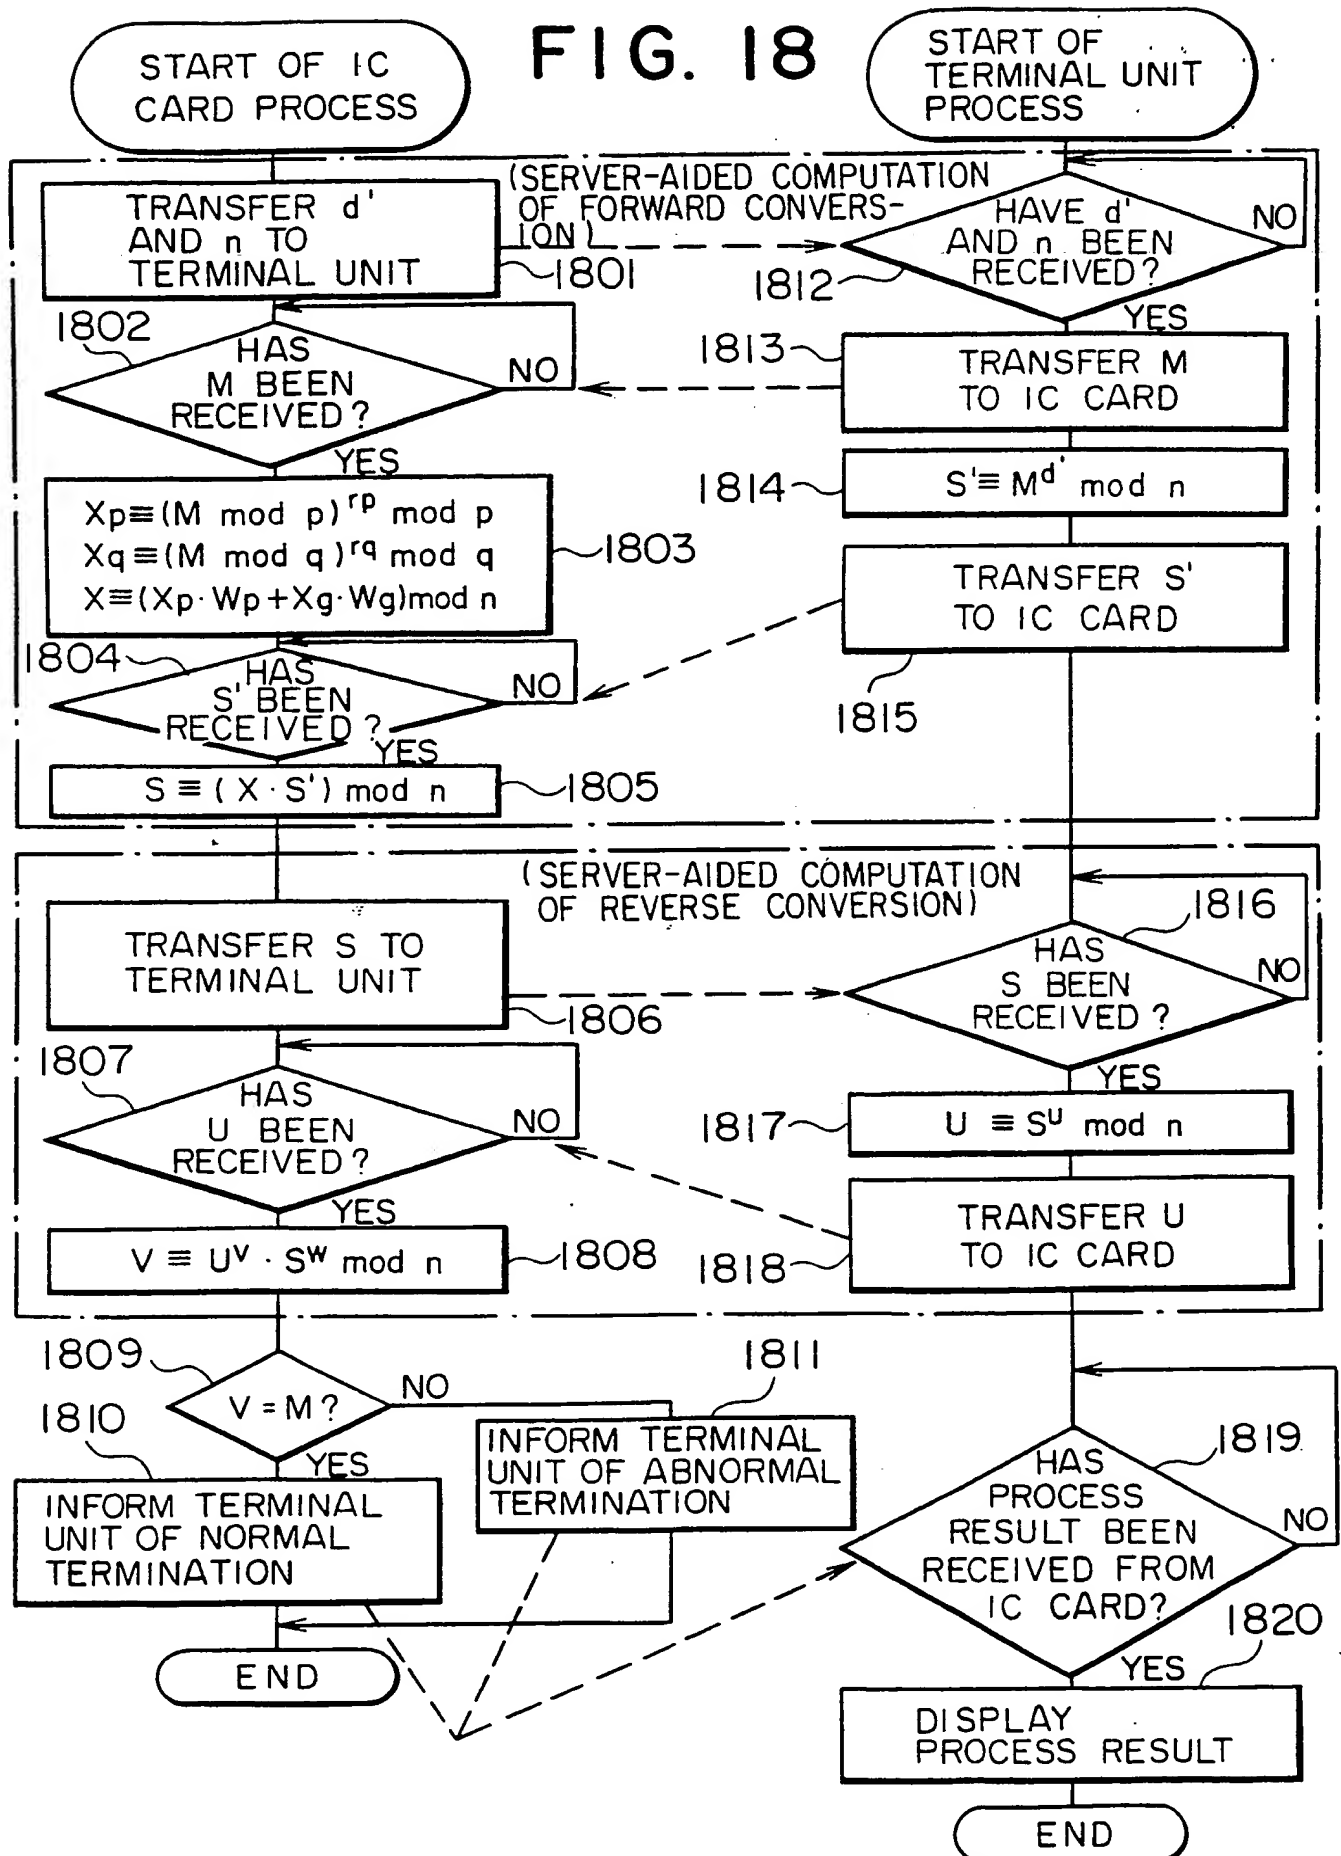 FIG. 18
START OF IC
CARD PROCESS
START OF
TERMINAL UNIT
PROCESS
(SERVER-AIDED COMPUTATION
OF FORWARD CONVERS-
ION)
TRANSFER d'
AND n TO
TERMINAL UNIT
1801
HAVE d'
AND n BEEN
RECEIVED?
NO
1812
YES
1802
HAS
M BEEN
RECEIVED?
NO
YES
1813
TRANSFER M
TO IC CARD
1814
S'≡ M^d' mod n
Xp≡(M mod p)^rp mod p
Xq≡(M mod q)^rq mod q
X≡(Xp·Wp+Xg·Wg)mod n
1803
TRANSFER S'
TO IC CARD
1815
1804
HAS
S' BEEN
RECEIVED?
NO
YES
S ≡ (X · S') mod n
1805
(SERVER-AIDED COMPUTATION
OF REVERSE CONVERSION)
TRANSFER S TO
TERMINAL UNIT
1806
1816
HAS
S BEEN
RECEIVED?
NO
YES
1807
HAS
U BEEN
RECEIVED?
NO
YES
1817
U ≡ S^u mod n
V ≡ U^v · S^w mod n
1808
1818
TRANSFER U
TO IC CARD
1809
V = M?
NO
YES
1810
INFORM TERMINAL
UNIT OF NORMAL
TERMINATION
1811
INFORM TERMINAL
UNIT OF ABNORMAL
TERMINATION
END
1819
HAS
PROCESS
RESULT BEEN
RECEIVED FROM
IC CARD?
NO
YES
1820
DISPLAY
PROCESS RESULT
END